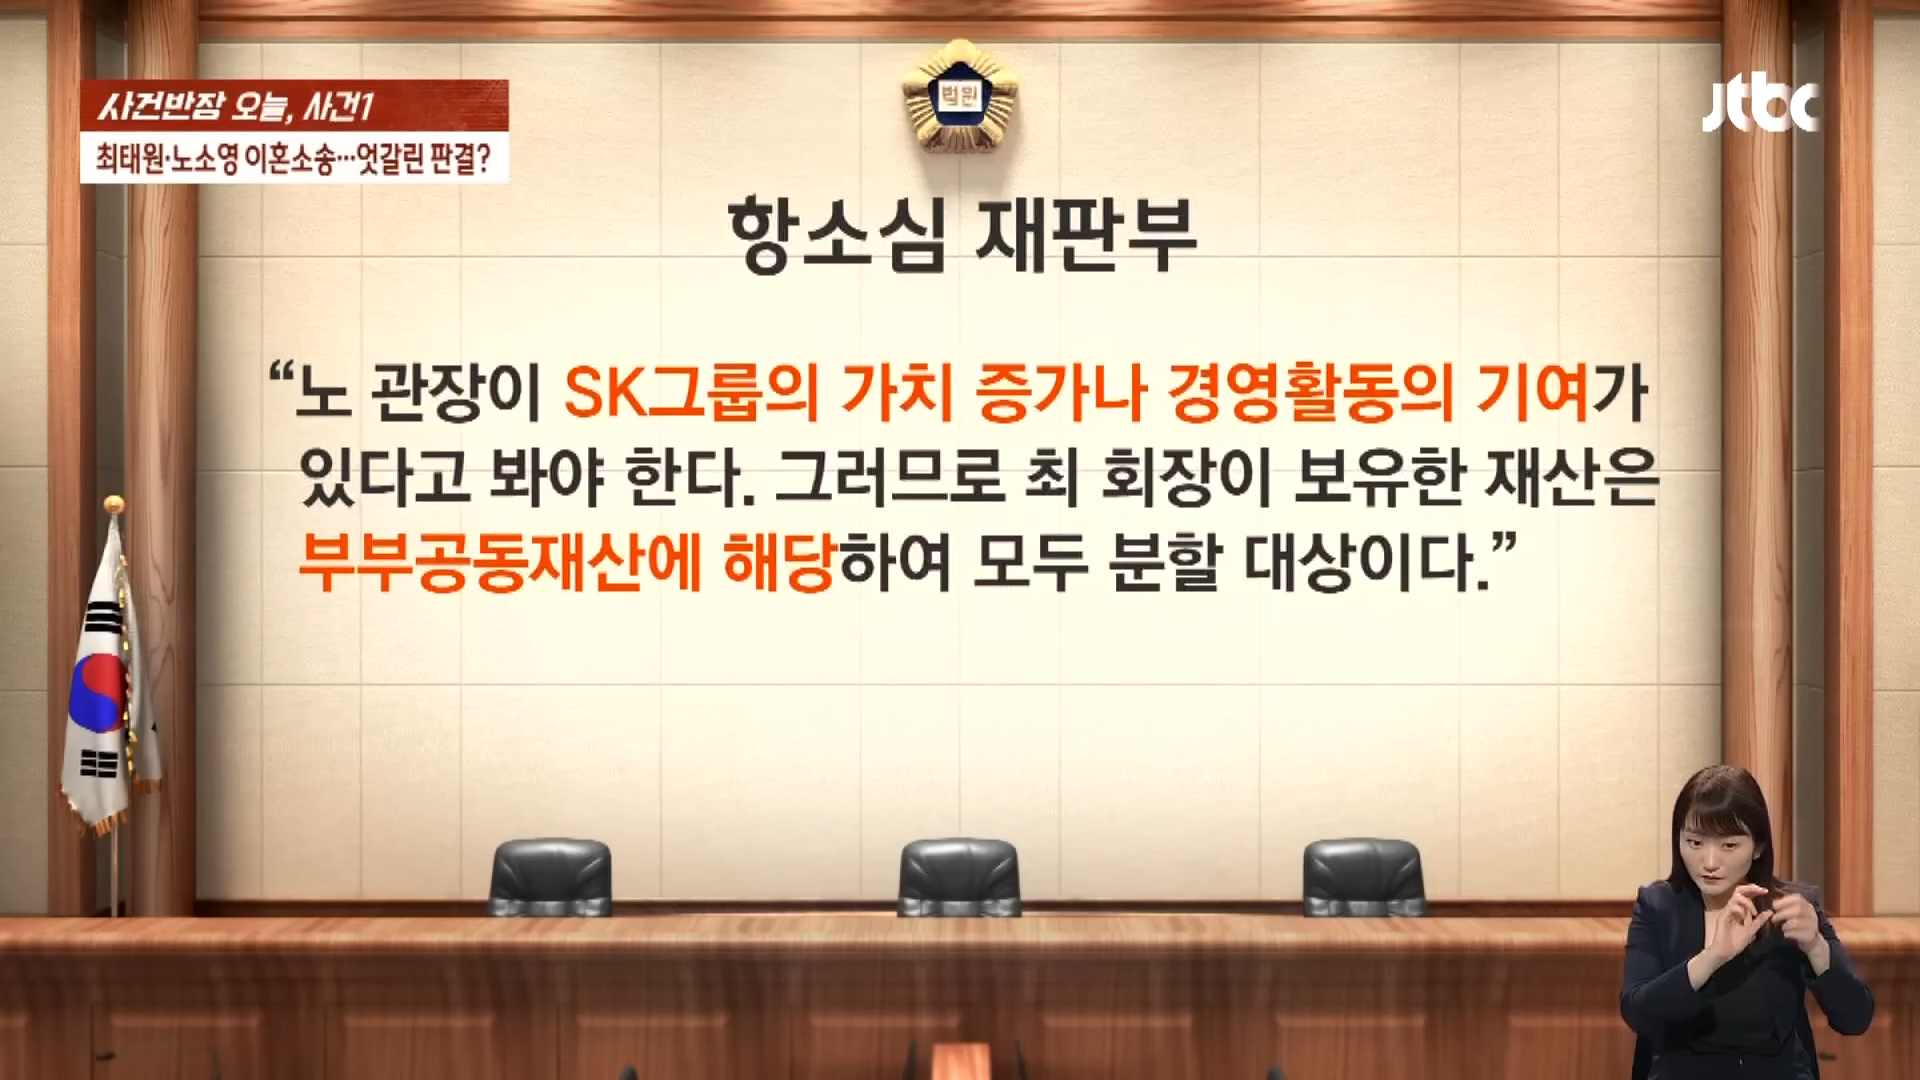 사건반장 오늘, 사건1
최태원·노소영 이혼소송…엇갈린 판결?
법원
jtbc
항소심 재판부
“노 관장이 SK그룹의 가치 증가나 경영활동의 기여가
있다고 봐야 한다. 그러므로 최 회장이 보유한 재산은
부부공동재산에 해당하여 모두 분할 대상이다.”